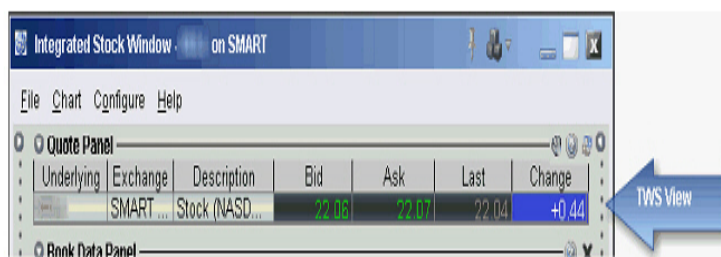 Integrated Stock Window - on SMART
File Chart Configure Help
Quote Panel
Underlying Exchange Description Bid Ask Last Change
SMART ... Stock (NASD... 22.06 22.07 22.04 +0.44
TWS View
Book Data Panel